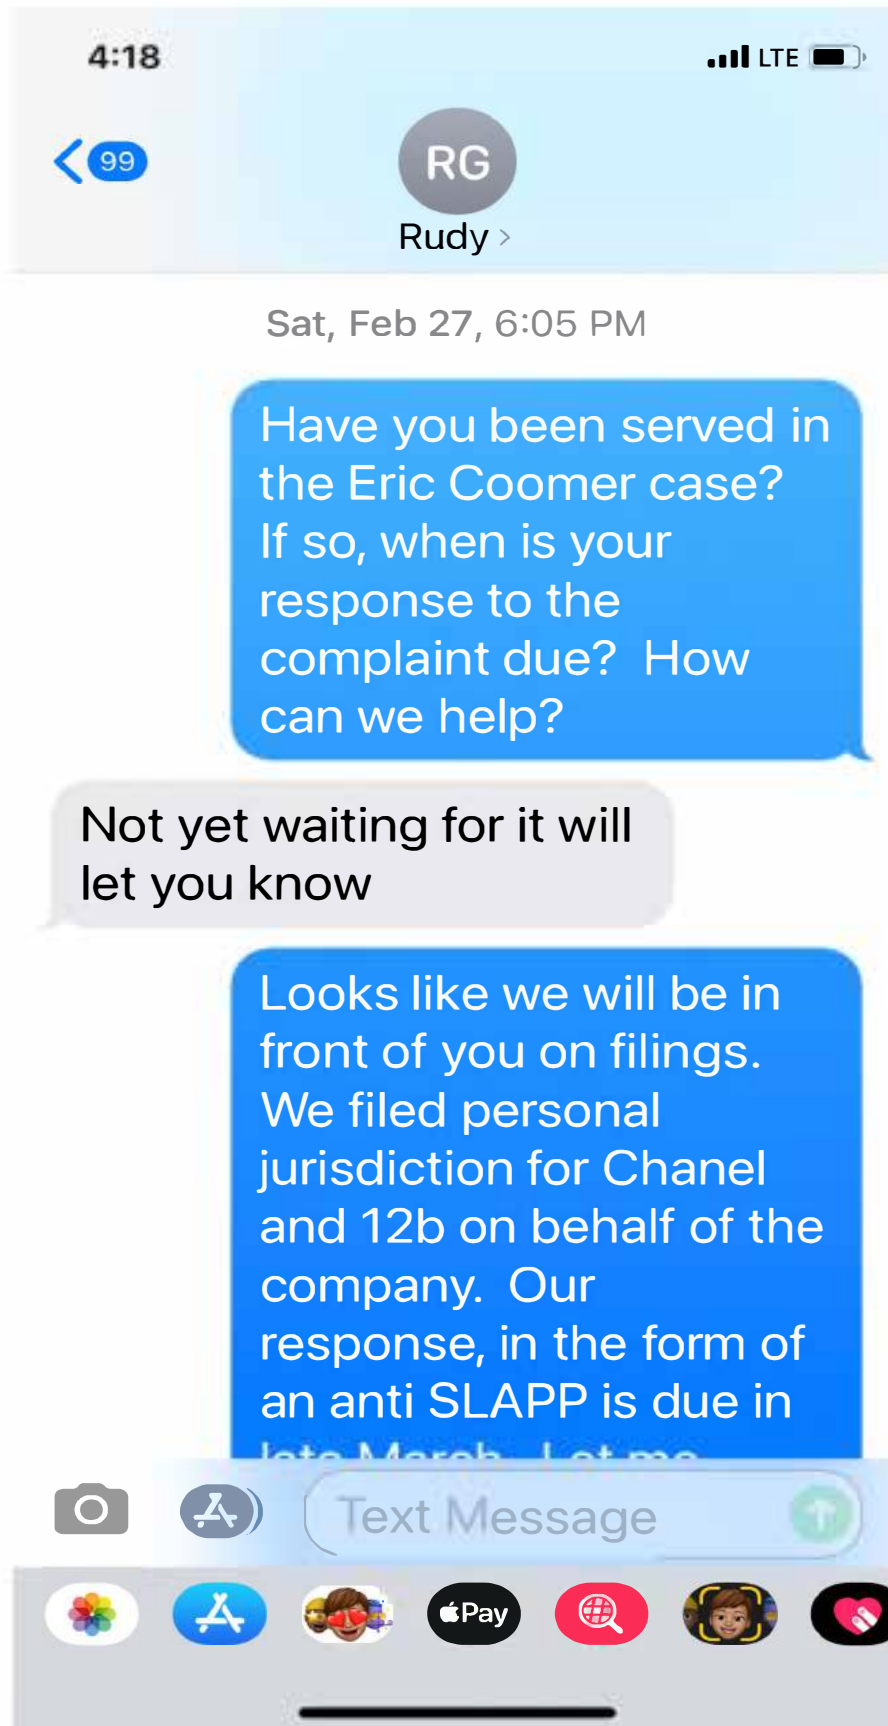 4:18
LTE
99
RG
Rudy
Sat, Feb 27, 6:05 PM
Have you been served in
the Eric Coomer case?
If so, when is your
response to the
complaint due?  How
can we help?
Not yet waiting for it will
let you know
Looks like we will be in
front of you on filings.
We filed personal
jurisdiction for Chanel
and 12b on behalf of the
company.  Our
response, in the form of
an anti SLAPP is due in
late March.  Let me
Text Message
Pay